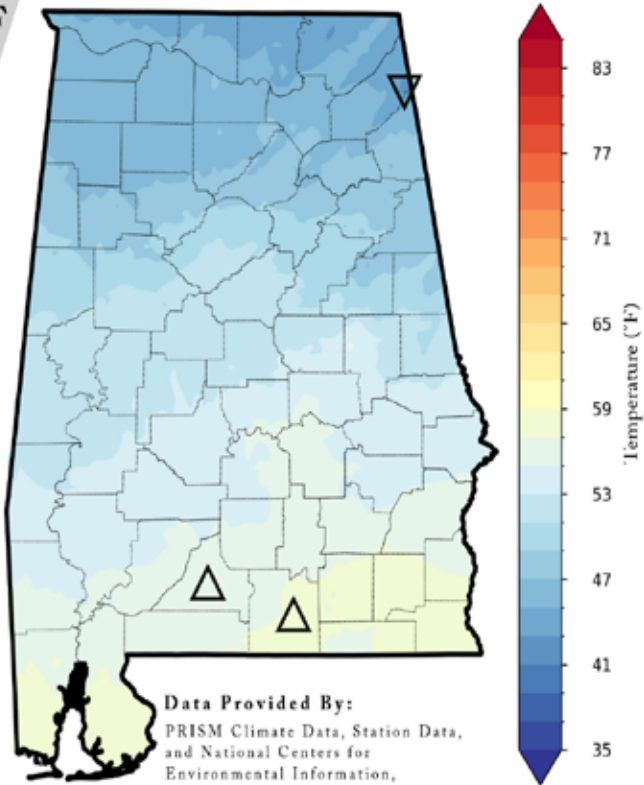 F
83
77
71
65
59
53
47
41
35
Temperature (°F)
Data Provided By:
PRISM Climate Data, Station Data,
and National Centers for
Environmental Information,